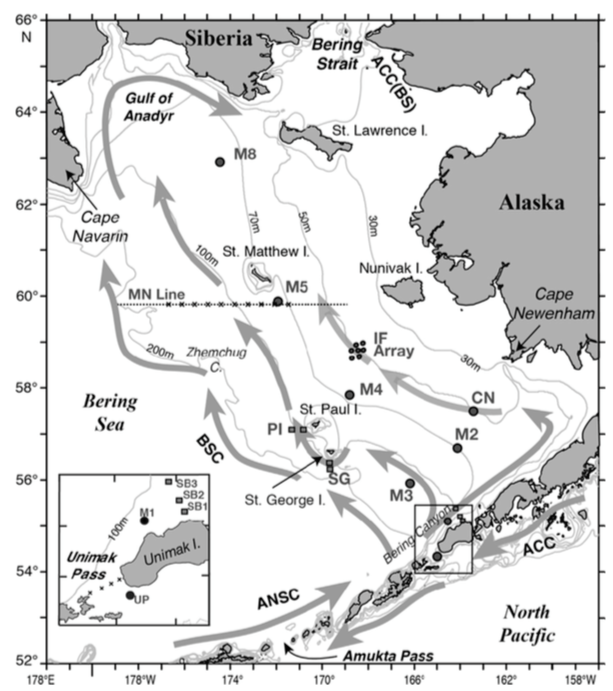 66°
N
Siberia
Bering
Strait
ACC(BS)
Gulf of
Anadyr
64°
St. Lawrence I.
M8
Alaska
62°
Cape
Navarin
70m
50m
30m
100m
St. Matthew I.
Nunivak I.
M5
60°
MN Line
Cape
Newenham
IF
Array
200m
Zhemchug
C.
30m
58°
M4
CN
St. Paul I.
Bering
Sea
PI
M2
BSC
56°
SG
St. George I.
M3
SB3
SB2
SB1
M1
100m
Bering Canyon
Unimak
Pass
Unimak I.
ACC
UP
54°
ANSC
North
Pacific
Amukta Pass
52°
178°E
178°W
174°
170°
166°
162°
158°W